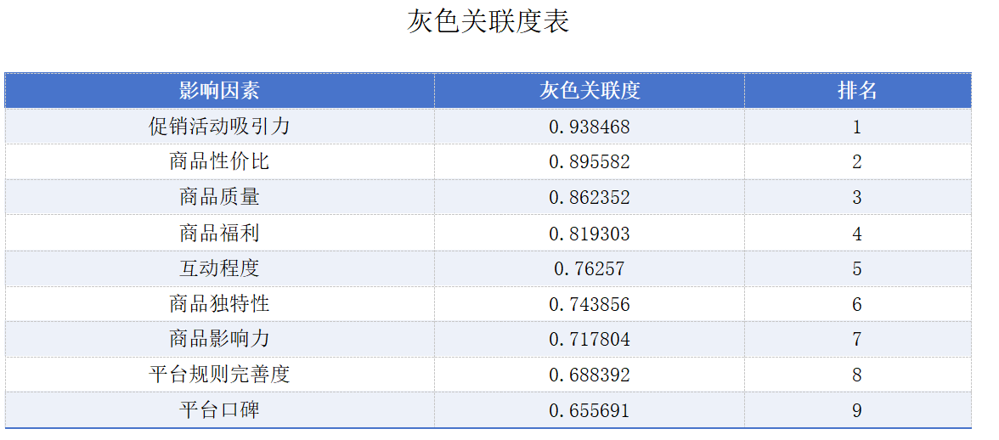 灰色关联度表
影响因素 灰色关联度 排名
促销活动吸引力 0.938468 1
商品性价比 0.895582 2
商品质量 0.862352 3
商品福利 0.819303 4
互动程度 0.76257 5
商品独特性 0.743856 6
商品影响力 0.717804 7
平台规则完善度 0.688392 8
平台口碑 0.655691 9